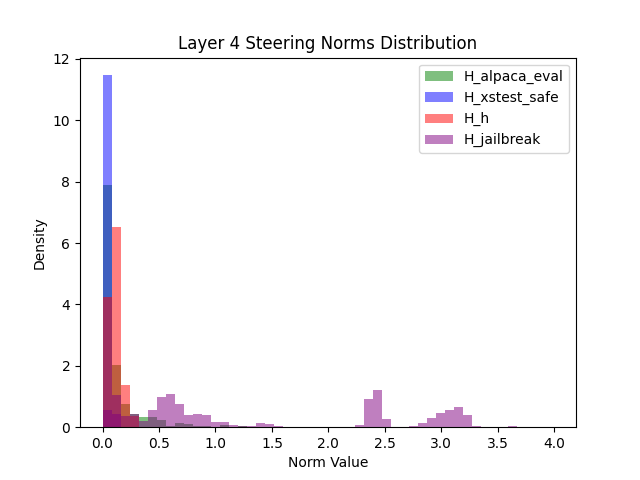 Layer 4 Steering Norms Distribution
H_alpaca_eval
H_xstest_safe
H_h
H_jailbreak
Density
12
10
8
6
4
2
0
0.0 0.5 1.0 1.5 2.0 2.5 3.0 3.5 4.0
Norm Value